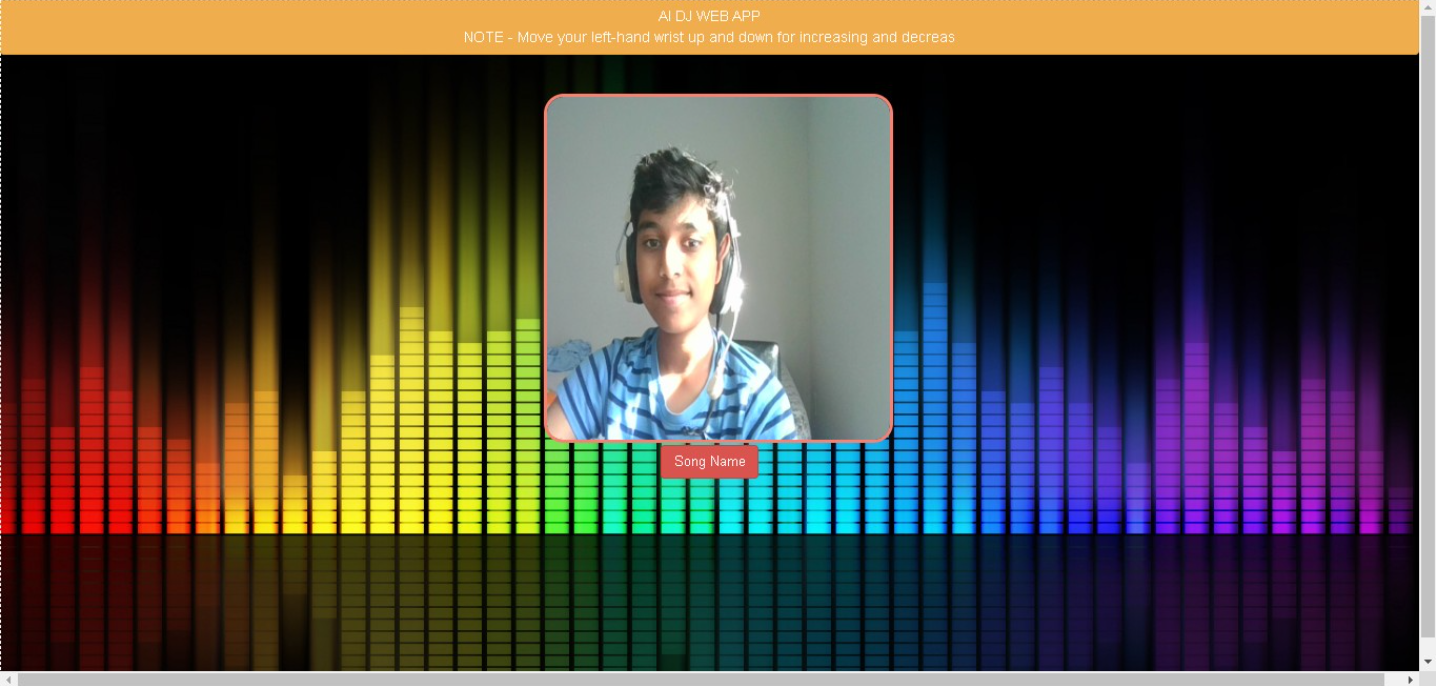 AI DJ WEB APP
NOTE - Move your left-hand wrist up and down for increasing and decreas
Song Name